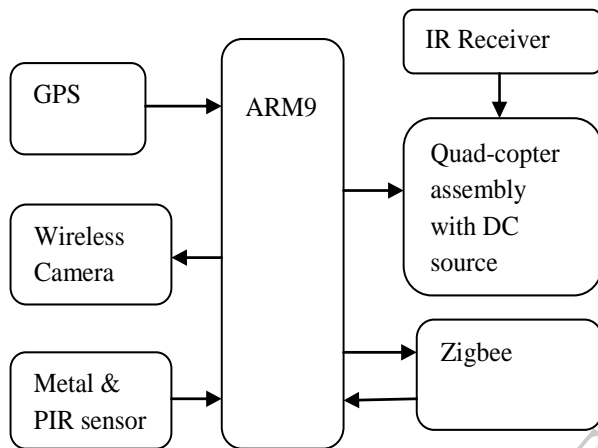 IR Receiver
GPS
ARM9
Quad-copter
assembly
with DC
source
Wireless
Camera
Zigbee
Metal &
PIR sensor